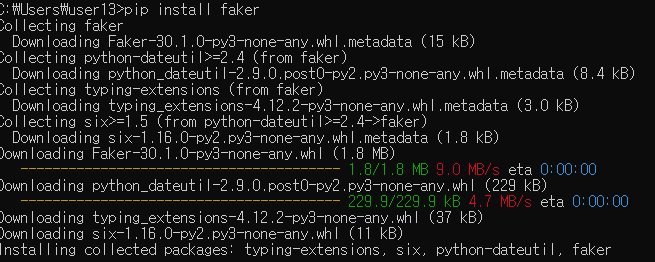 C:₩Users₩user13>pip install faker
Collecting faker
Downloading Faker-30.1.0-py3-none-any.whl.metadata (15 kB)
Collecting python-dateutil>=2.4 (from faker)
Downloading python_dateutil-2.9.0.post0-py2.py3-none-any.whl.metadata (8.4 kB)
Collecting typing-extensions (from faker)
Downloading typing_extensions-4.12.2-py3-none-any.whl.metadata (3.0 kB)
Collecting six>=1.5 (from python-dateutil>=2.4->faker)
Downloading six-1.16.0-py2.py3-none-any.whl.metadata (1.8 kB)
Downloading Faker-30.1.0-py3-none-any.whl (1.8 MB)
---------------------------------------- 1.8/1.8 MB 9.0 MB/s eta 0:00:00
Downloading python_dateutil-2.9.0.post0-py2.py3-none-any.whl (229 kB)
---------------------------------------- 229.9/229.9 kB 4.7 MB/s eta 0:00:00
Downloading typing_extensions-4.12.2-py3-none-any.whl (37 kB)
Downloading six-1.16.0-py2.py3-none-any.whl (11 kB)
Installing collected packages: typing-extensions, six, python-dateutil, faker